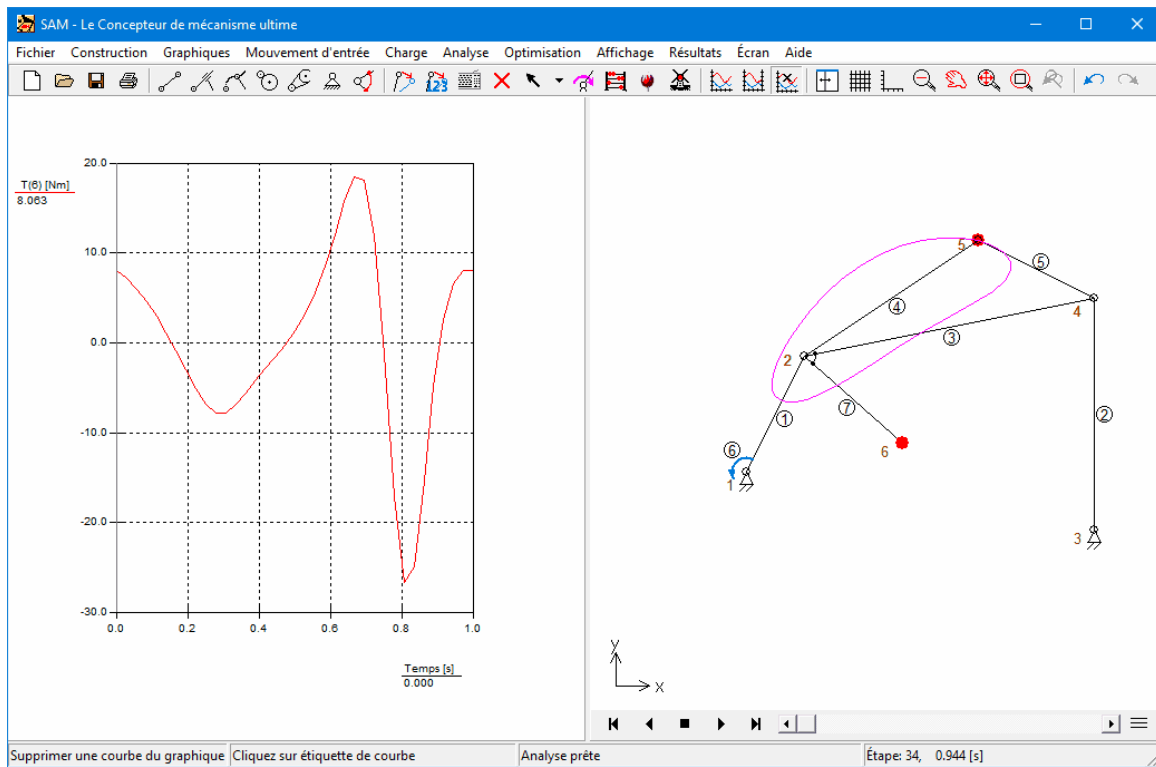 SAM - Le Concepteur de mécanisme ultime
Fichier Construction Graphiques Mouvement d'entrée Charge Analyse Optimisation Affichage Résultats Écran Aide
123
T(6) [Nm]
8.063
20.0
10.0
0.0
-10.0
-20.0
-30.0
0.0 0.2 0.4 0.6 0.8 1.0
Temps [s]
0.000
5
5
4
4
3
2
7
1
2
6
6
1
3
y
x
Supprimer une courbe du graphique Cliquez sur étiquette de courbe Analyse prête Étape: 34, 0.944 [s]